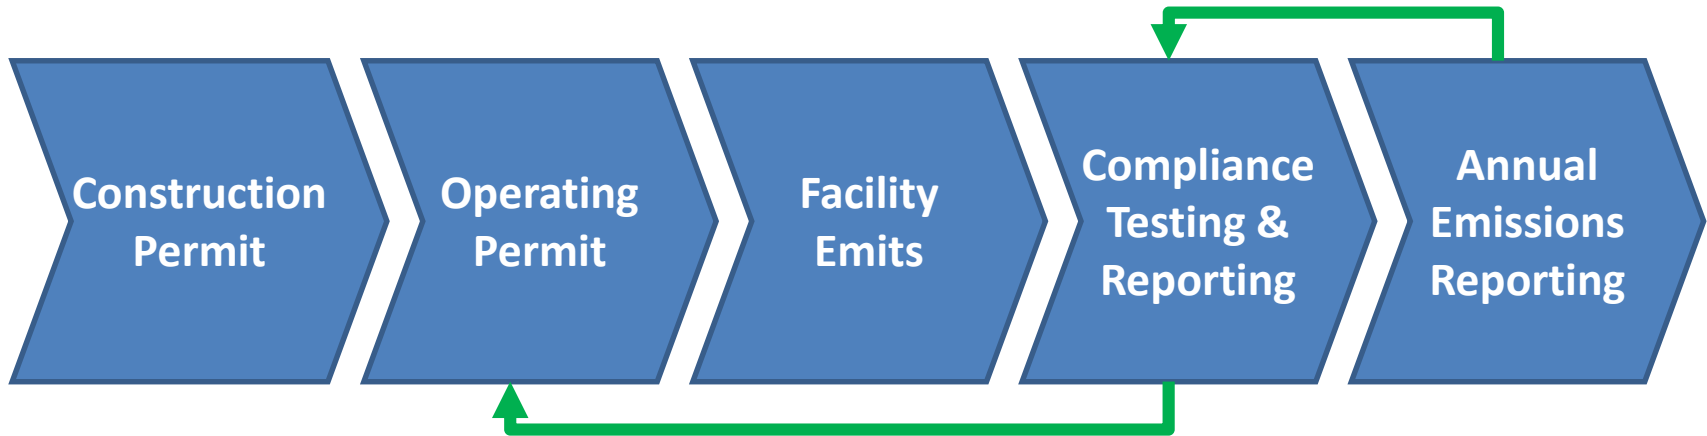 Construction
Permit
Operating
Permit
Facility
Emits
Compliance
Testing &
Reporting
Annual
Emissions
Reporting